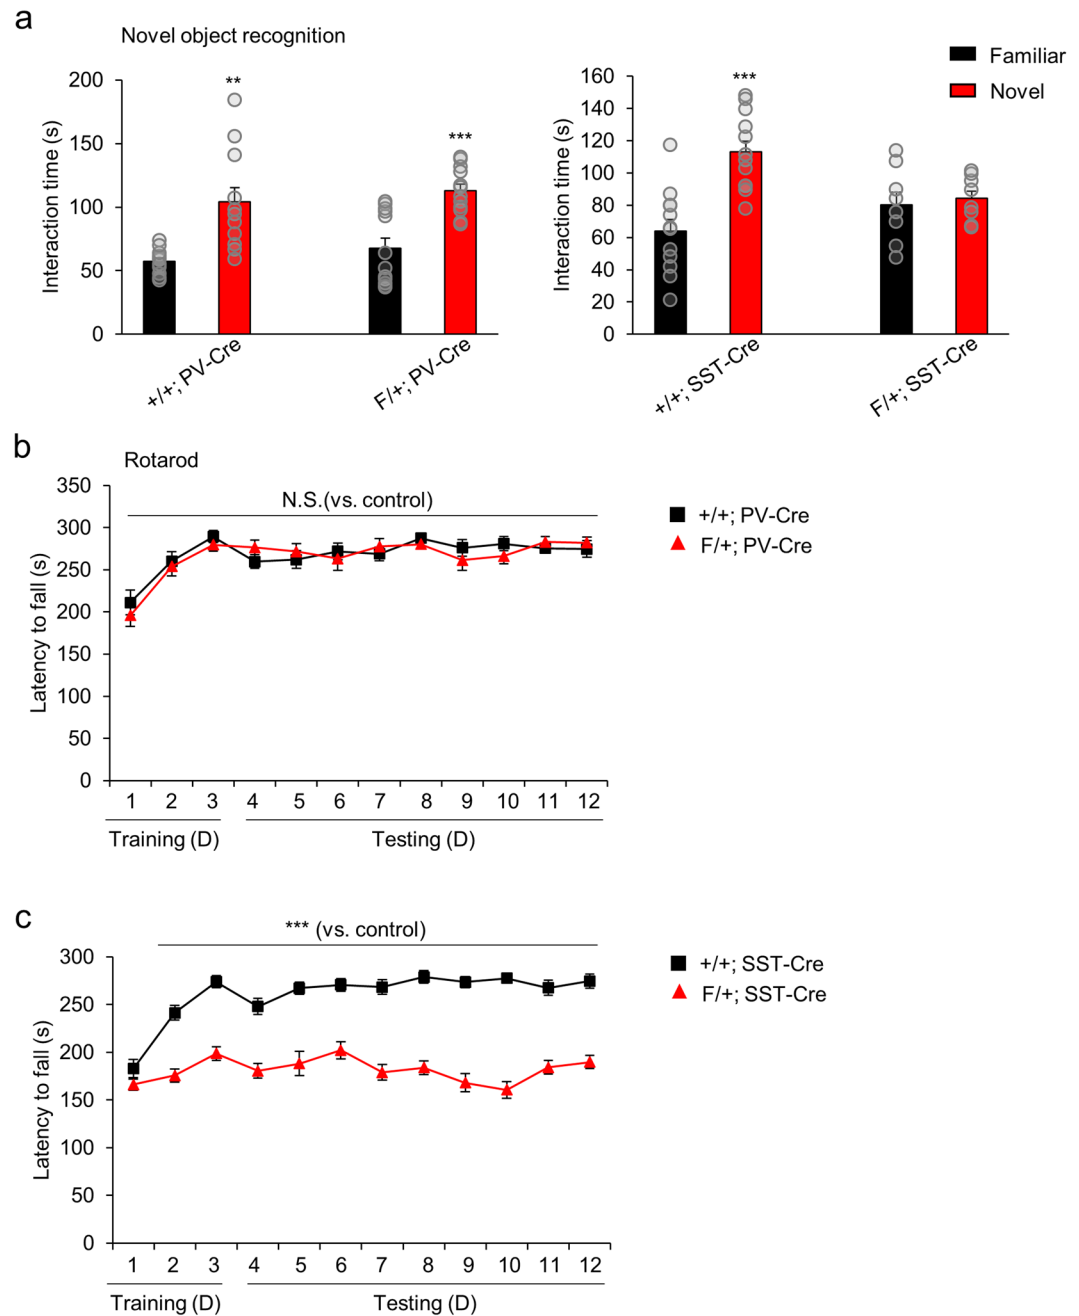 a
Novel object recognition
Familiar
Novel
Interaction time (s)
200
150
100
50
0
**
***
+/+; PV-Cre
F/+; PV-Cre
Interaction time (s)
160
140
120
100
80
60
40
20
0
***
+/+; SST-Cre
F/+; SST-Cre
b
Rotarod
N.S.(vs. control)
+/+; PV-Cre
F/+; PV-Cre
Latency to fall (s)
350
300
250
200
150
100
50
0
1 2 3 4 5 6 7 8 9 10 11 12
Training (D) Testing (D)
c
*** (vs. control)
+/+; SST-Cre
F/+; SST-Cre
Latency to fall (s)
300
250
200
150
100
50
0
1 2 3 4 5 6 7 8 9 10 11 12
Training (D) Testing (D)